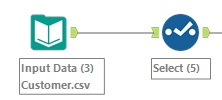 Input Data (3)
Customer.csv
Select (5)